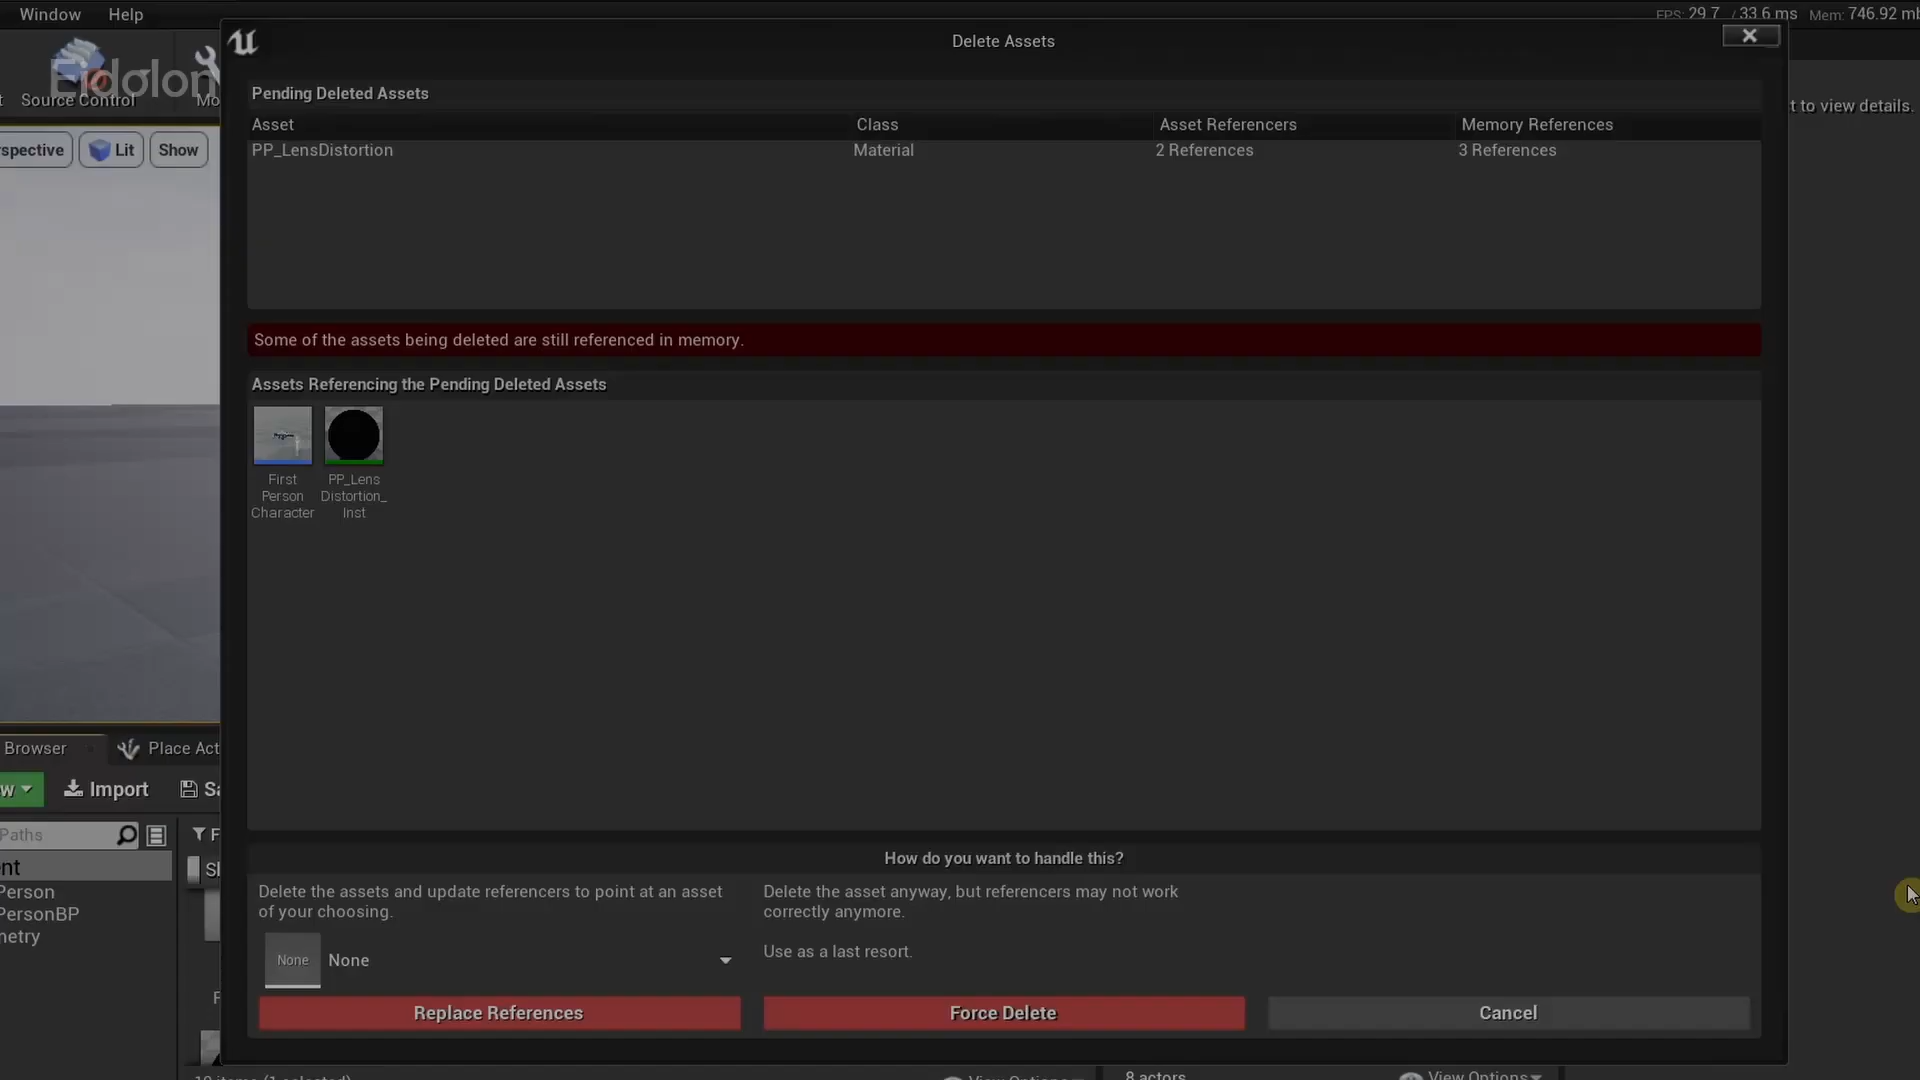 Window Help
FPS: 29.7 / 33.6 ms Mem: 746.92 mb
Delete Assets
Eidolon
Source Control
Pending Deleted Assets
t to view details.
Asset Class Asset Referencers Memory References
Lit Show
PP_LensDistortion Material 2 References 3 References
Some of the assets being deleted are still referenced in memory.
Assets Referencing the Pending Deleted Assets
First
Person
Character
PP_Lens
Distortion_
Inst
Browser
Import
Paths
How do you want to handle this?
Delete the assets and update referencers to point at an asset
of your choosing.
Delete the asset anyway, but referencers may not work
correctly anymore.
Use as a last resort.
None None
Replace References Force Delete Cancel
Person
PersonBP
8 actors
View Options